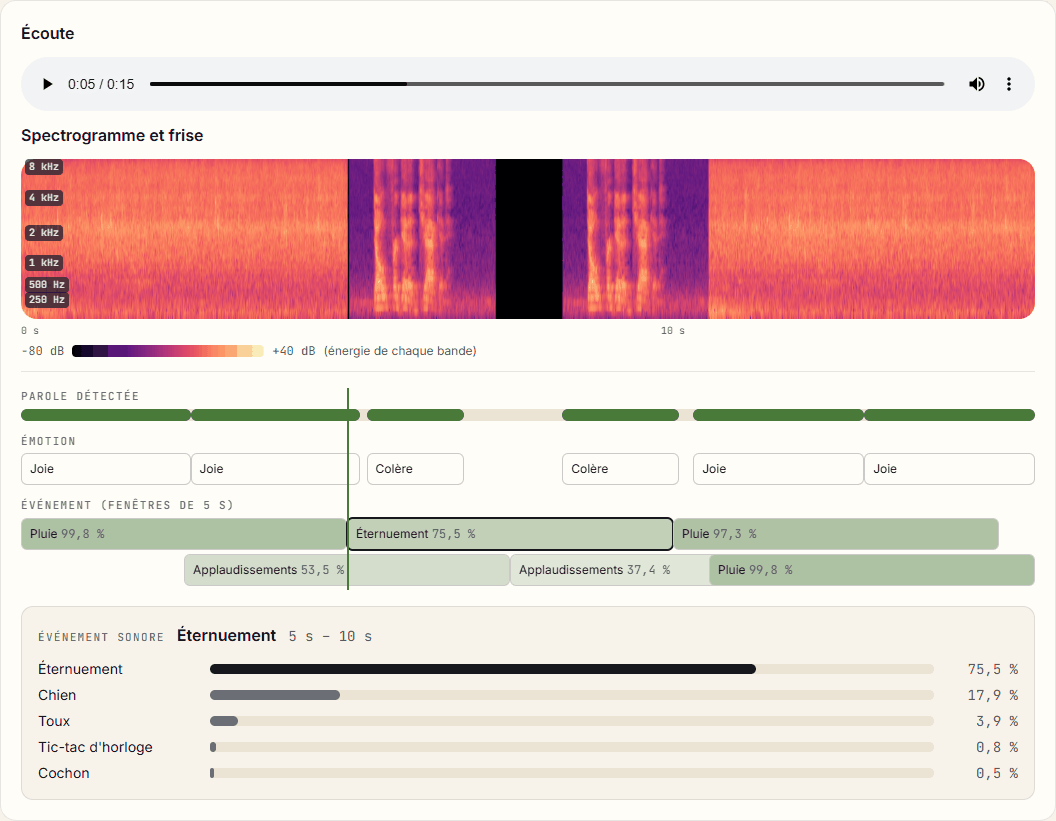 Écoute
0:05 / 0:15
Spectrogramme et frise
8 kHz
4 kHz
2 kHz
1 kHz
500 Hz
250 Hz
0 s 10 s
-80 dB +40 dB (énergie de chaque bande)
PAROLE DÉTECTÉE
ÉMOTION
Joie Joie Colère Colère Joie Joie
ÉVÉNEMENT (FENÊTRES DE 5 S)
Pluie 99,8 % Éternuement 75,5 % Pluie 97,3 %
Applaudissements 53,5 % Applaudissements 37,4 % Pluie 99,8 %
ÉVÉNEMENT SONORE Éternuement 5 s – 10 s
Éternuement 75,5 %
Chien 17,9 %
Toux 3,9 %
Tic-tac d'horloge 0,8 %
Cochon 0,5 %